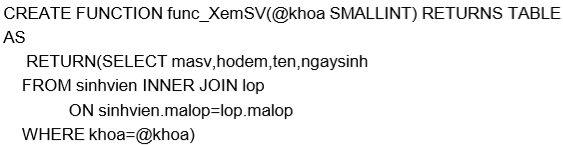 CREATE FUNCTION func_XemSV(@khoa SMALLINT) RETURNS TABLE
AS
RETURN(SELECT masv,hodem,ten,ngaysinh
FROM sinhvien INNER JOIN lop
ON sinhvien.malop=lop.malop
WHERE khoa=@khoa)